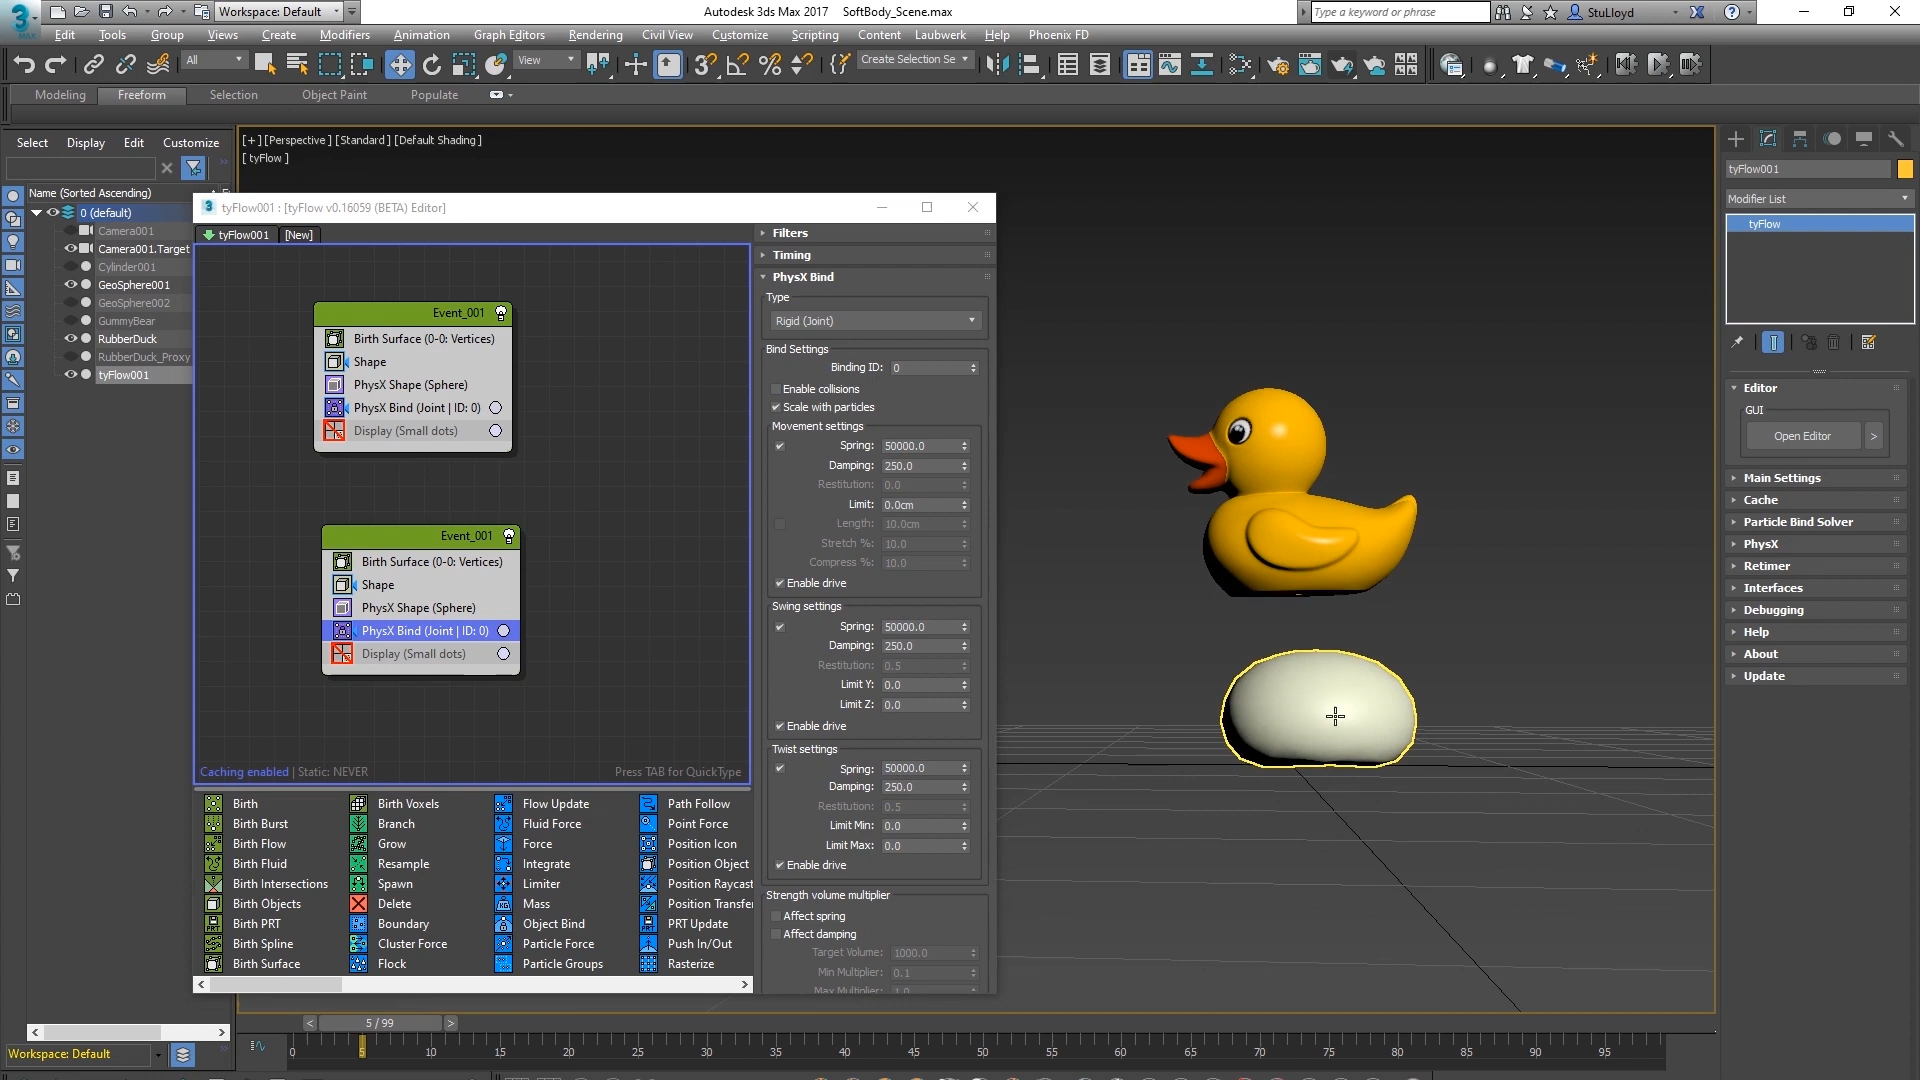 Workspace: Default
Autodesk 3ds Max 2017 SoftBody_Scene.max
Type a keyword or phrase
StuLloyd
MAX
Edit Tools Group Views Create Modifiers Animation Graph Editors Rendering Civil View Customize Scripting Content Laubwerk Help Phoenix FD
All
View
Create Selection Se
Modeling Freeform Selection Object Paint Populate
Select Display Edit Customize
Name (Sorted Ascending)
0 (default)
Camera001
Camera001.Target
Cylinder001
GeoSphere001
GeoSphere002
GummyBear
RubberDuck
RubberDuck_Proxy
tyFlow001
Workspace: Default
[+] [Perspective ] [Standard ] [Default Shading ]
[ tyFlow ]
tyFlow001 : [tyFlow v0.16059 (BETA) Editor]
tyFlow001 [New]
Event_001
Birth Surface (0-0: Vertices)
Shape
PhysX Shape (Sphere)
PhysX Bind (Joint | ID: 0)
Display (Small dots)
Event_001
Birth Surface (0-0: Vertices)
Shape
PhysX Shape (Sphere)
PhysX Bind (Joint | ID: 0)
Display (Small dots)
Caching enabled | Static: NEVER
Press TAB for QuickType
Birth Birth Voxels Flow Update Path Follow
Birth Burst Branch Fluid Force Point Force
Birth Flow Grow Force Position Icon
Birth Fluid Resample Integrate Position Object
Birth Intersections Spawn Limiter Position Raycast
Birth Objects Delete Mass Position Transfe
Birth PRT Boundary Object Bind PRT Update
Birth Spline Cluster Force Particle Force Push In/Out
Birth Surface Flock Particle Groups Rasterize
Filters
Timing
PhysX Bind
Type
Rigid (Joint)
Bind Settings
Binding ID: 0
Enable collisions
Scale with particles
Movement settings
Spring: 50000.0
Damping: 250.0
Restitution: 0.0
Limit: 0.0cm
Length: 10.0cm
Stretch %: 10.0
Compress %: 10.0
Enable drive
Swing settings
Spring: 50000.0
Damping: 250.0
Restitution: 0.5
Limit Y: 0.0
Limit Z: 0.0
Enable drive
Twist settings
Spring: 50000.0
Damping: 250.0
Restitution: 0.5
Limit Min: 0.0
Limit Max: 0.0
Enable drive
Strength volume multiplier
Affect spring
Affect damping
Target Volume: 1000.0
Min Multiplier: 0.1
Max Multiplier: 1.0
tyFlow001
Modifier List
tyFlow
Editor
GUI
Open Editor >
Main Settings
Cache
Particle Bind Solver
PhysX
Retimer
Interfaces
Debugging
Help
About
Update
5 / 99
0 5 10 15 20 25 30 35 40 45 50 55 60 65 70 75 80 85 90 95